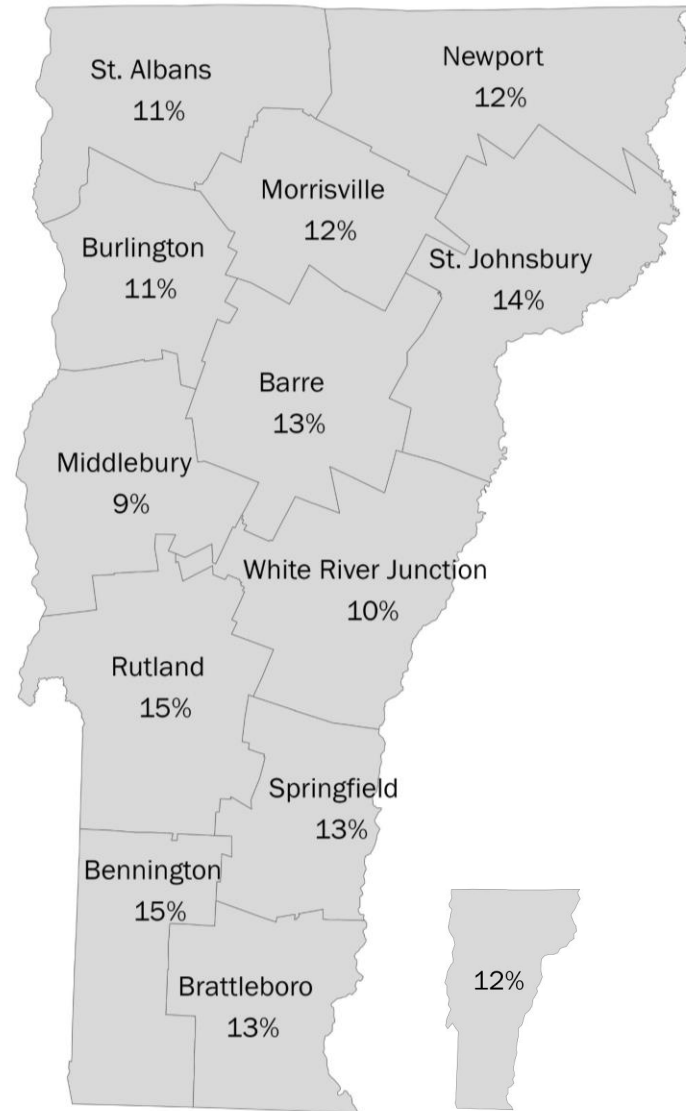 St. Albans
11%
Newport
12%
Morrisville
12%
Burlington
11%
St. Johnsbury
14%
Barre
13%
Middlebury
9%
White River Junction
10%
Rutland
15%
Springfield
13%
Bennington
15%
Brattleboro
13%
12%